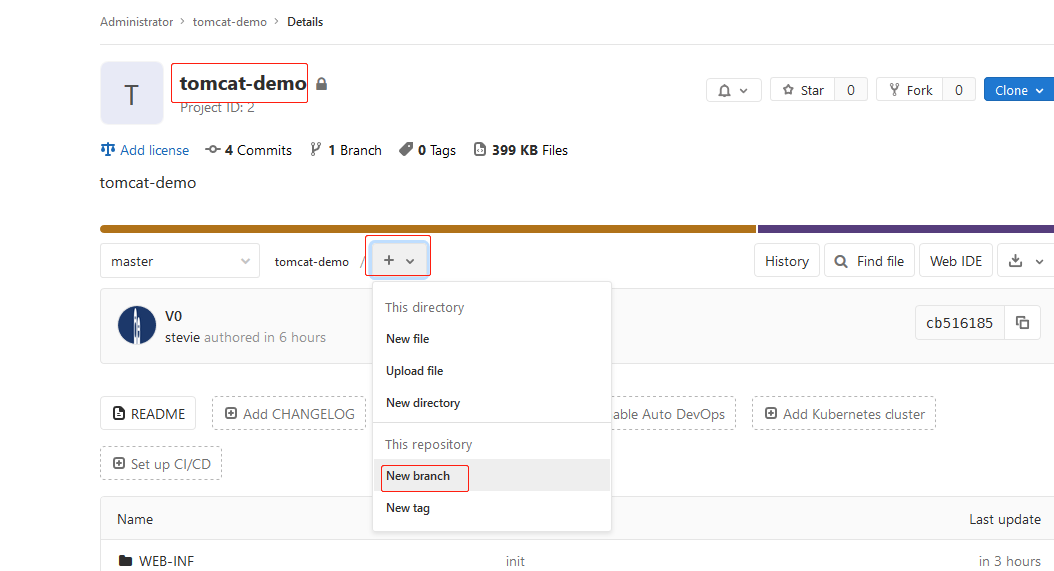 Administrator > tomcat-demo > Details
T
tomcat-demo
Project ID: 2
Star 0 Fork 0 Clone
Add license 4 Commits 1 Branch 0 Tags 399 KB Files
tomcat-demo
master tomcat-demo / + History Find file Web IDE
This directory
V0
stevie authored in 6 hours
cb516185
New file
Upload file
New directory
README Add CHANGELOG able Auto DevOps Add Kubernetes cluster
This repository
Set up CI/CD
New branch
New tag
Name Last update
WEB-INF init in 3 hours